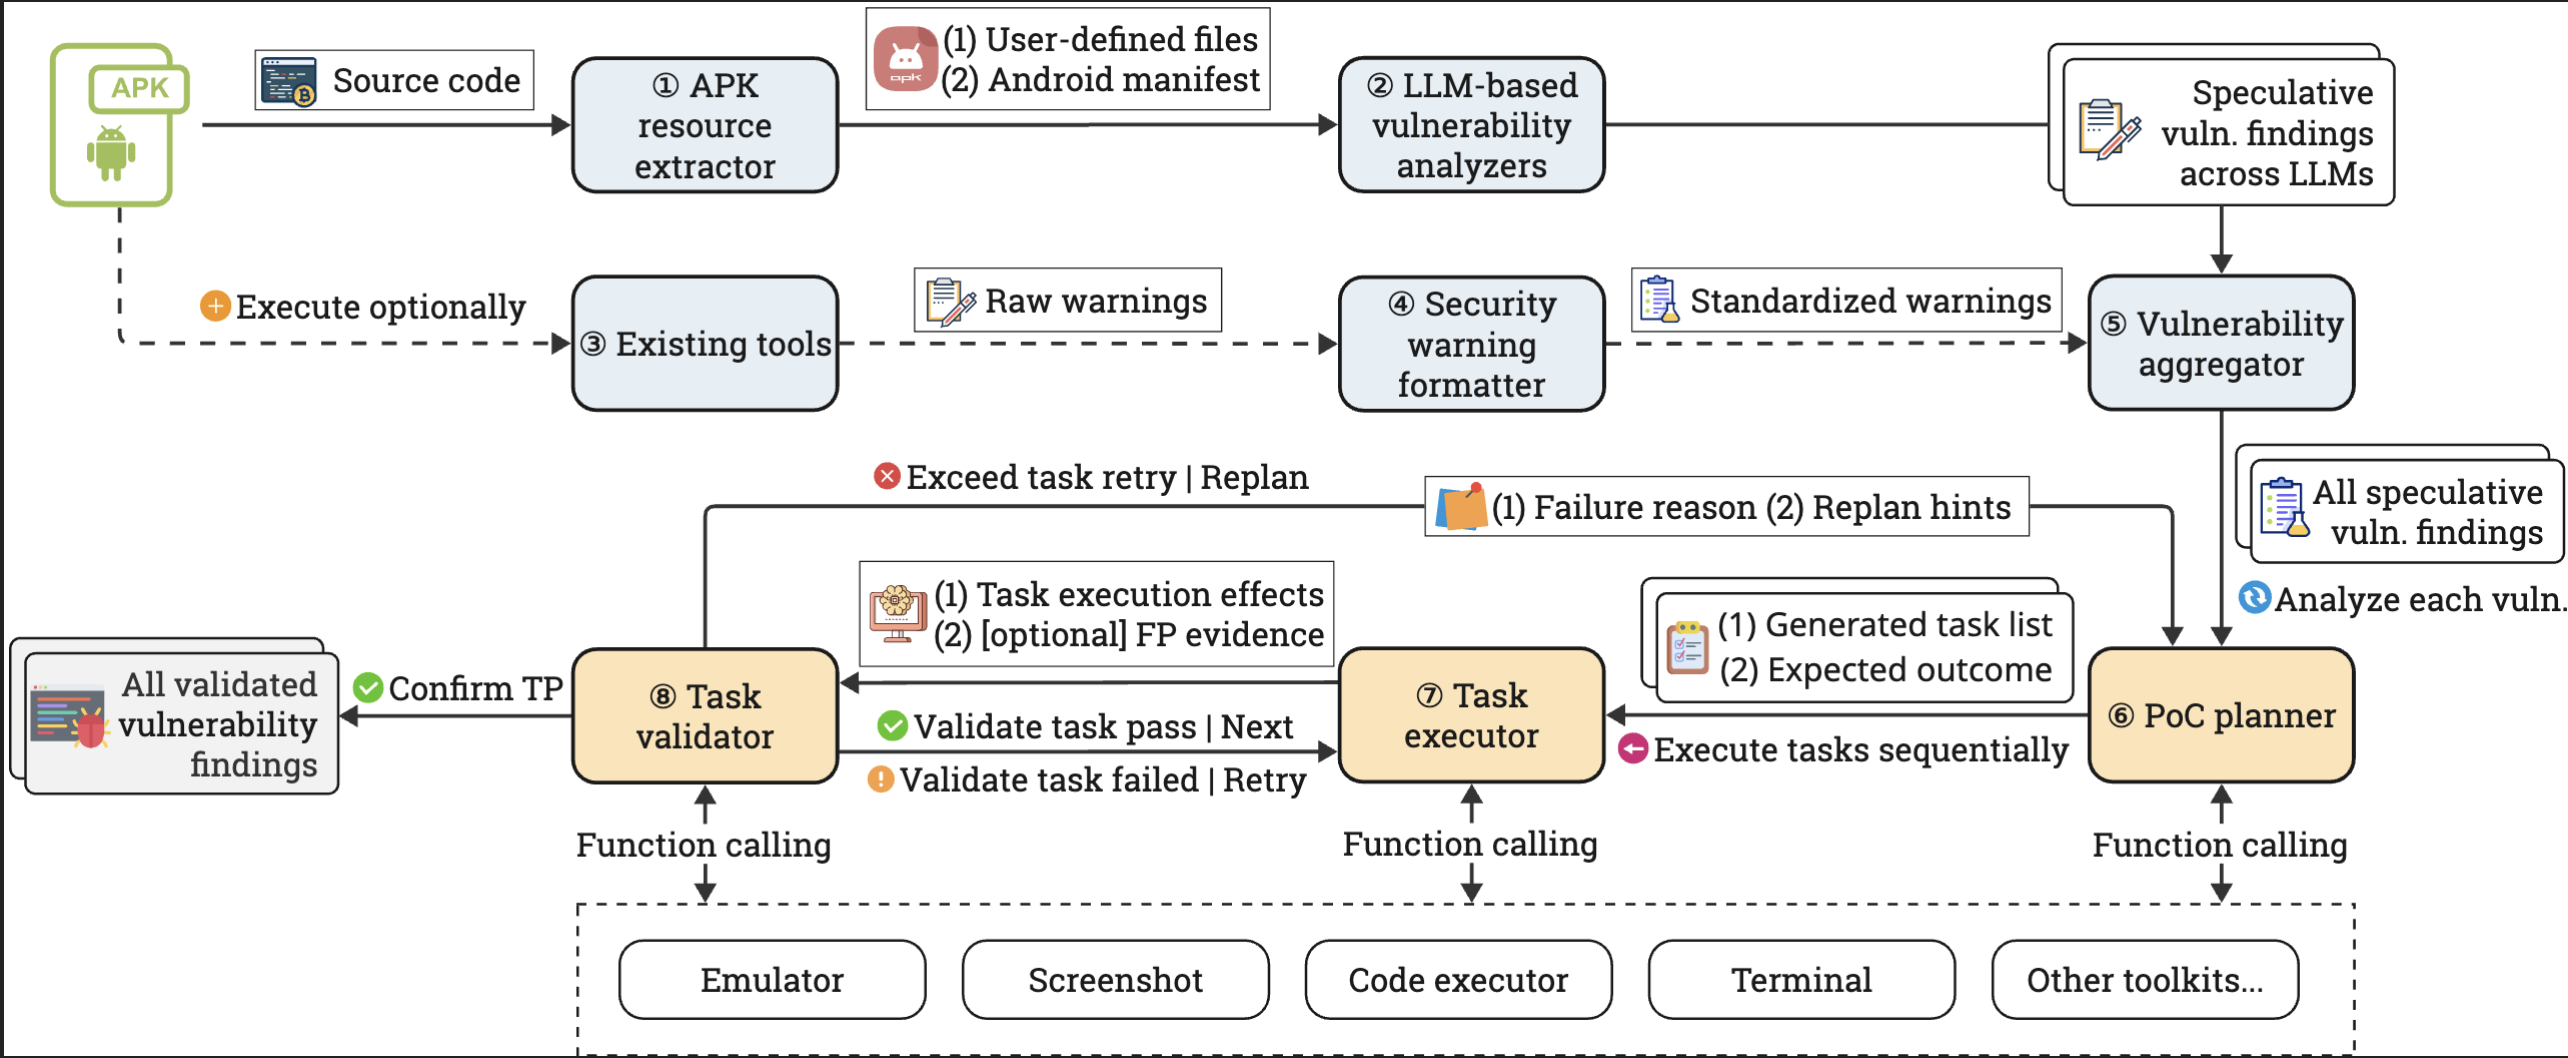 APK
Source code
① APK
resource
extractor
apk
(1) User-defined files
(2) Android manifest
② LLM-based
vulnerability
analyzers
Speculative
vuln. findings
across LLMs
Execute optionally
③ Existing tools
Raw warnings
④ Security
warning
formatter
Standardized warnings
⑤ Vulnerability
aggregator
Exceed task retry | Replan
(1) Failure reason (2) Replan hints
All speculative
vuln. findings
Analyze each vuln.
All validated
vulnerability
findings
Confirm TP
⑧ Task
validator
(1) Task execution effects
(2) [optional] FP evidence
Validate task pass | Next
Validate task failed | Retry
⑦ Task
executor
(1) Generated task list
(2) Expected outcome
Execute tasks sequentially
⑥ PoC planner
Function calling
Function calling
Function calling
Emulator
Screenshot
Code executor
Terminal
Other toolkits...